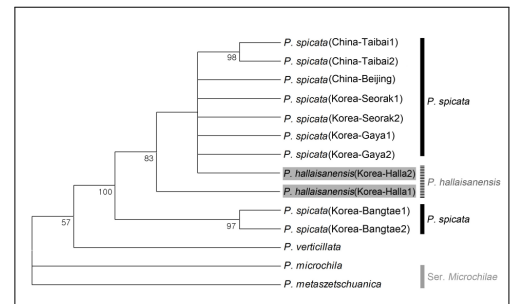 P. spicata(China-Taibai1)
98
P. spicata(China-Taibai2)
P. spicata(China-Beijing)
P. spicata(Korea-Seorak1)
P. spicata
P. spicata(Korea-Seorak2)
P. spicata(Korea-Gaya1)
83
P. spicata(Korea-Gaya2)
P. hallaisanensis(Korea-Halla2)
P. hallaisanensis
100
P. hallaisanensis(Korea-Halla1)
P. spicata(Korea-Bangtae1)
P. spicata
57
97
P. spicata(Korea-Bangtae2)
P. verticillata
P. microchila
Ser. Microchilae
P. metaszetschuanica